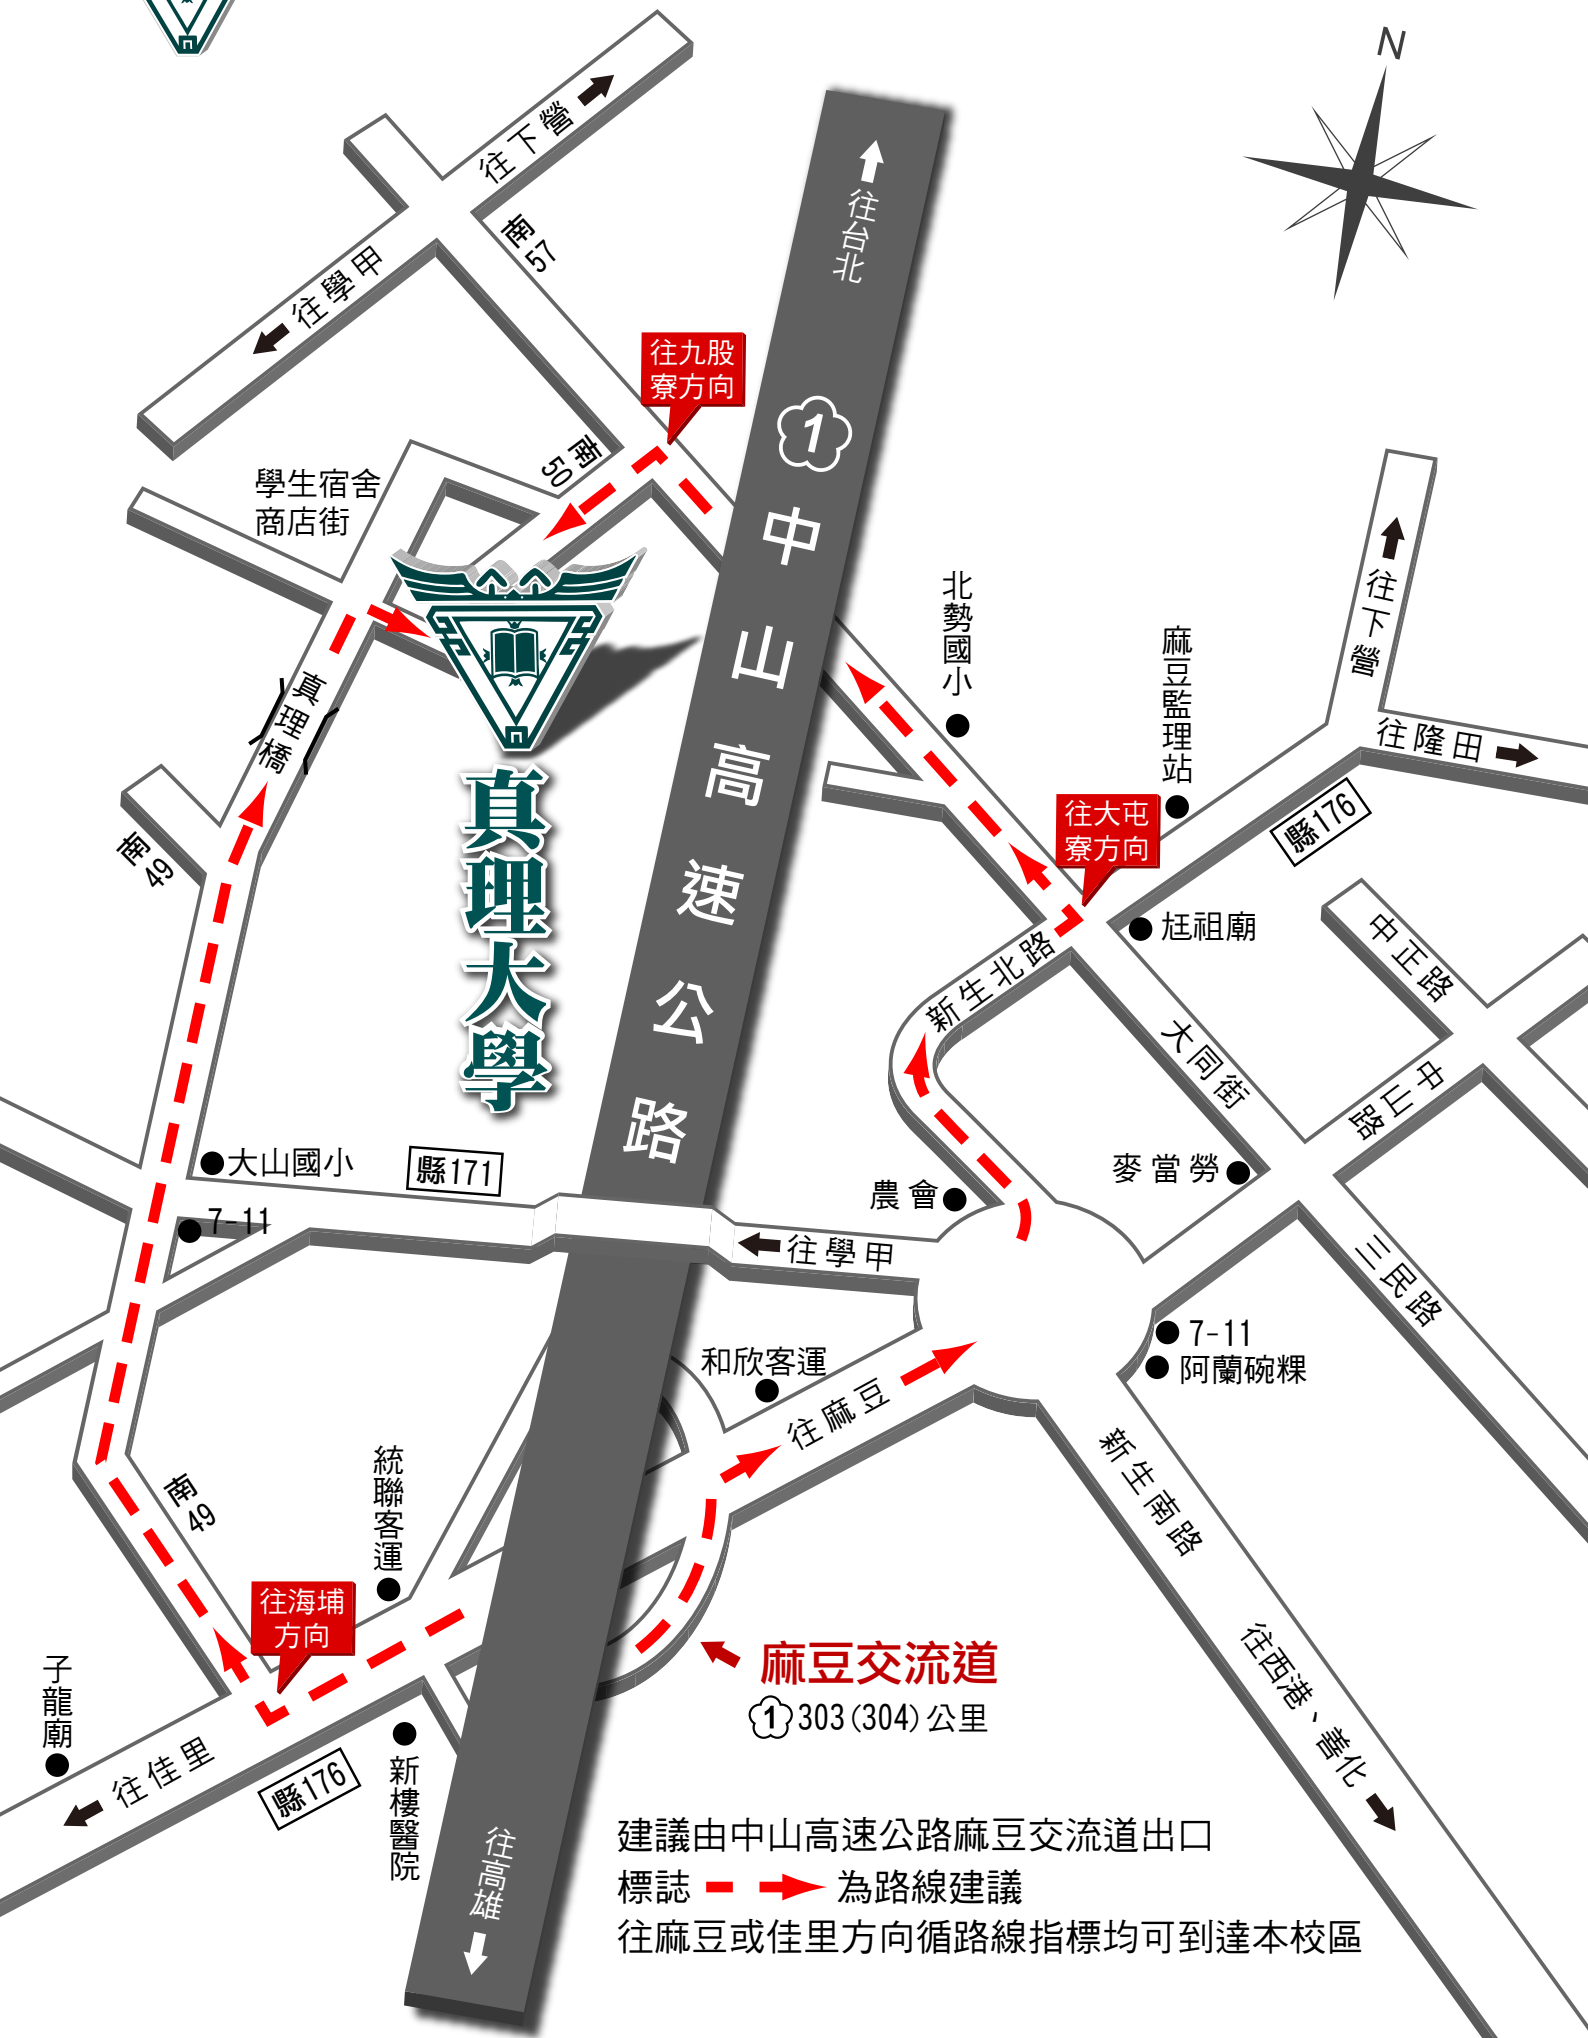 N
往下營
南57
往學甲
往台北
往九股
寮方向
1
南50
學生宿舍
商店街
中山高速公路
北勢國小
麻豆監理站
往下營
往隆田
縣176
往大屯
寮方向
尪祖廟
中正路
真理橋
真理大學
南49
新生北路
大同街
中山路
大山國小
縣171
7-11
往學甲
農會
麥當勞
三民路
7-11
阿蘭碗粿
和欣客運
往麻豆
新生南路
統聯客運
南49
往海埔
方向
子龍廟
往佳里
縣176
新樓醫院
麻豆交流道
1 303(304)公里
往西港、善化
往高雄
建議由中山高速公路麻豆交流道出口
標誌 為路線建議
往麻豆或佳里方向循路線指標均可到達本校區